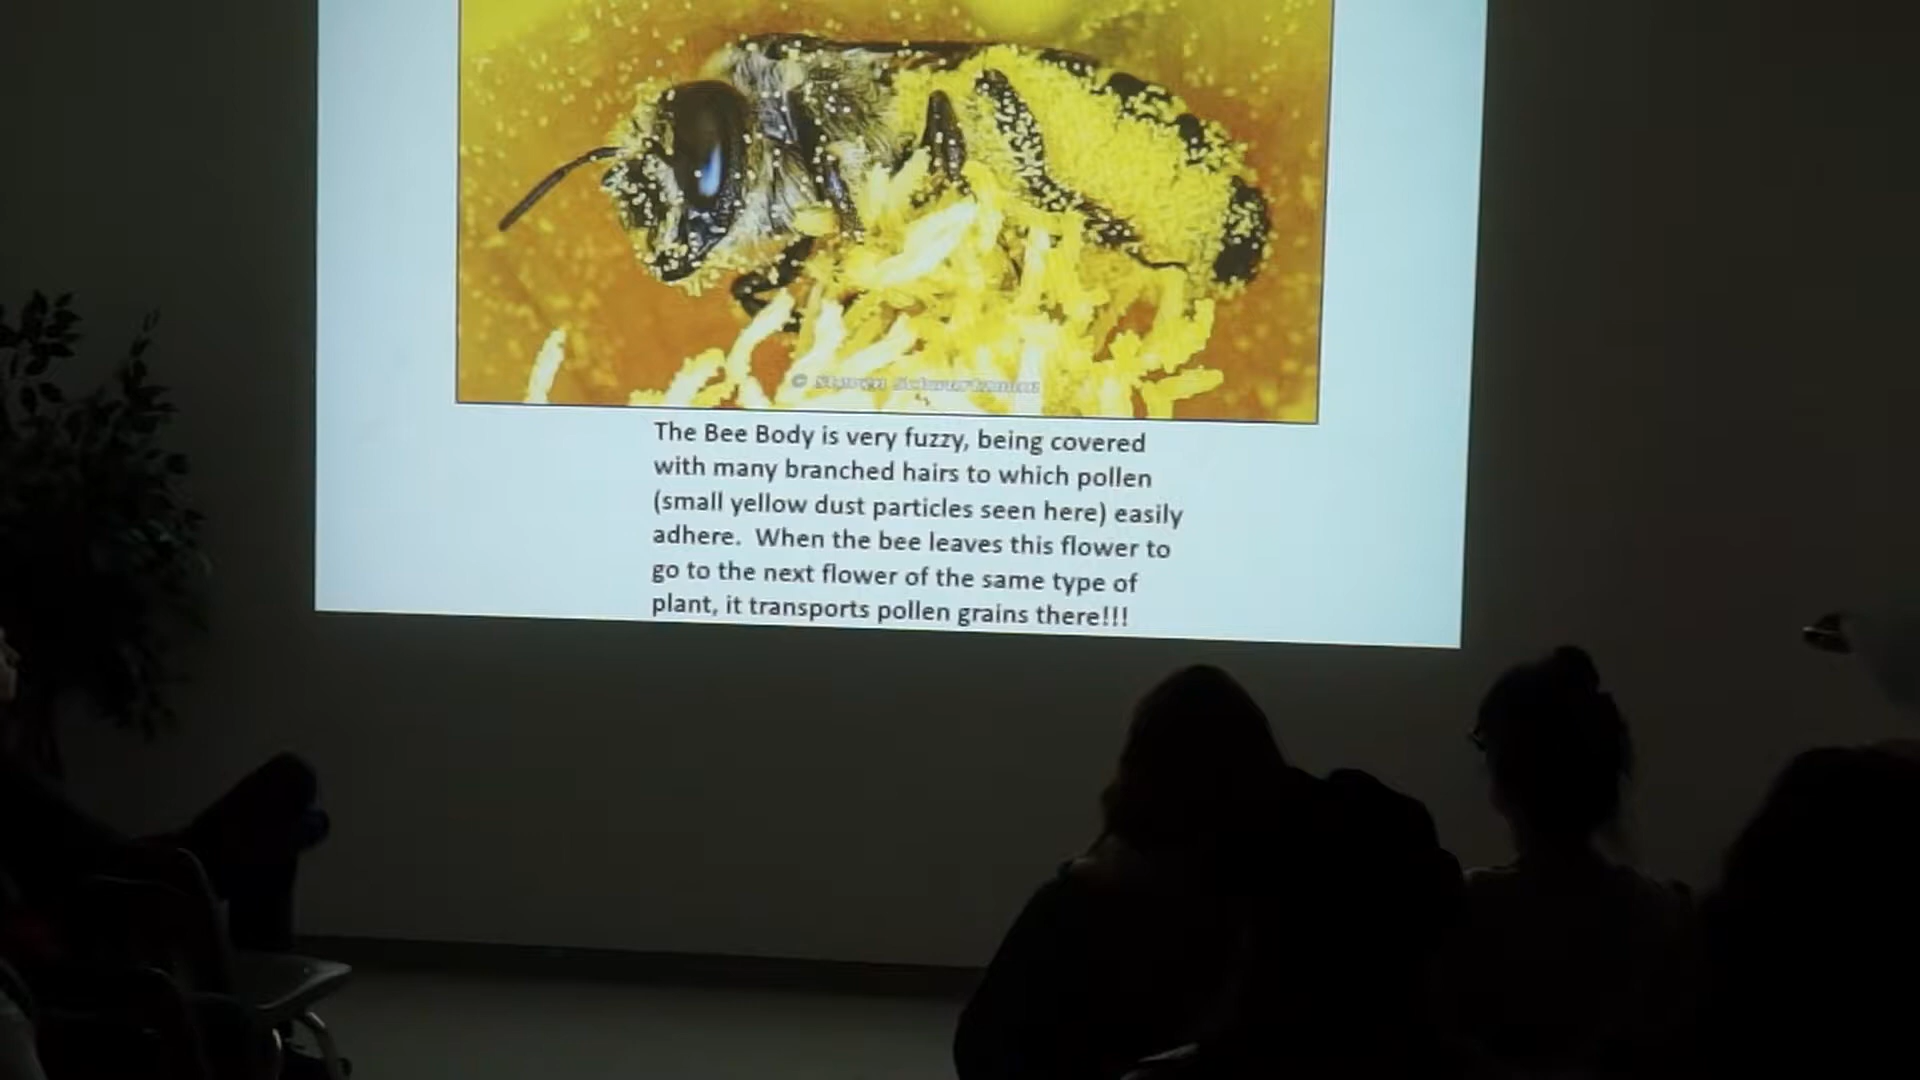 © Steven Schwartzman
The Bee Body is very fuzzy, being covered
with many branched hairs to which pollen
(small yellow dust particles seen here) easily
adhere.  When the bee leaves this flower to
go to the next flower of the same type of
plant, it transports pollen grains there!!!